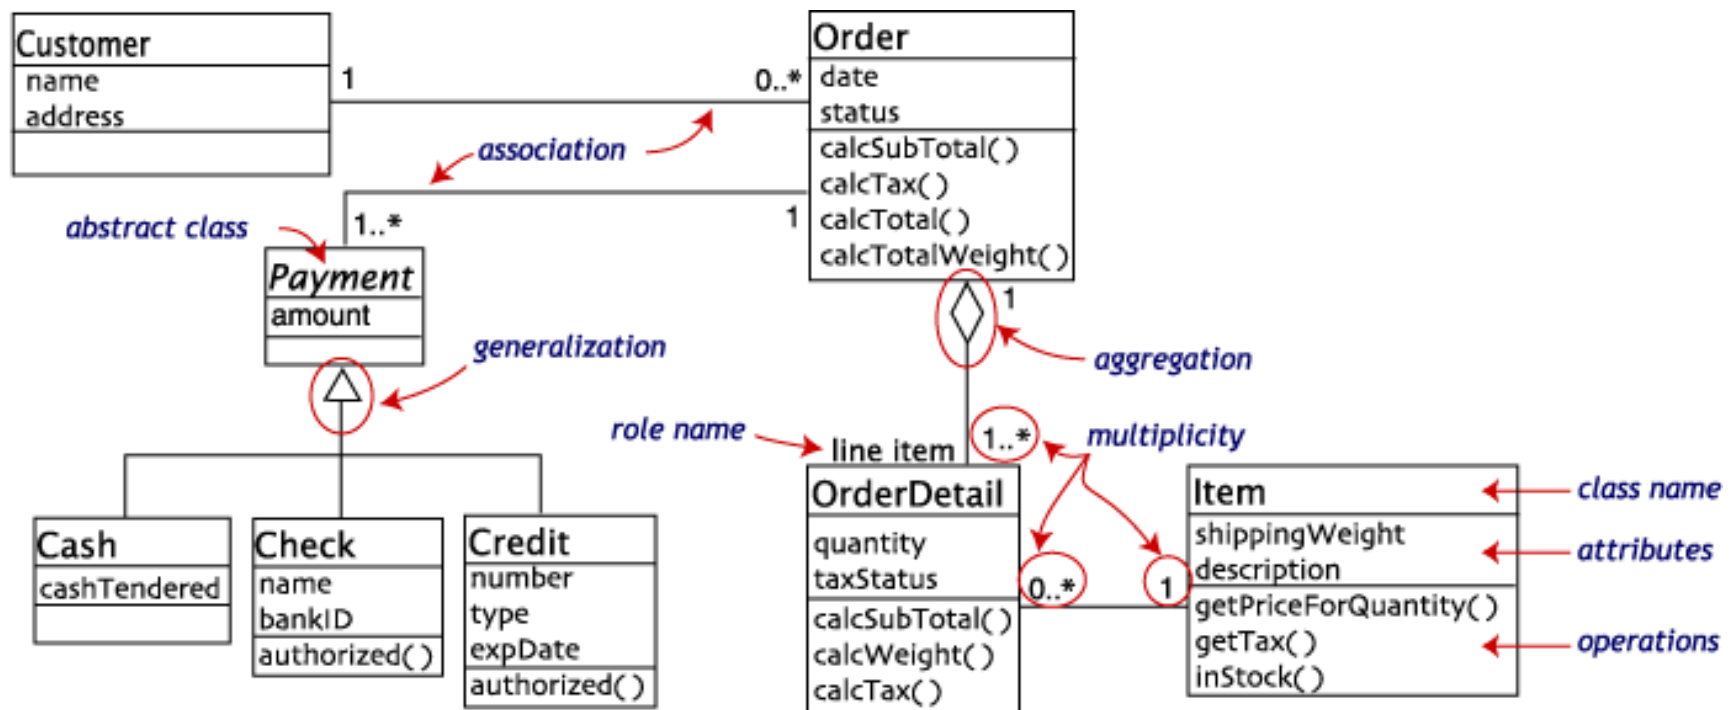 Customer
name
address
1
0..*
association
Order
date
status
calcSubTotal()
calcTax()
calcTotal()
calcTotalWeight()
1..*
1
abstract class
Payment
amount
generalization
1
aggregation
role name
line item
1..*
multiplicity
Cash
cashTendered
Check
name
bankID
authorized()
Credit
number
type
expDate
authorized()
OrderDetail
quantity
taxStatus
calcSubTotal()
calcWeight()
calcTax()
0..*
1
Item
shippingWeight
description
getPriceForQuantity()
getTax()
inStock()
class name
attributes
operations